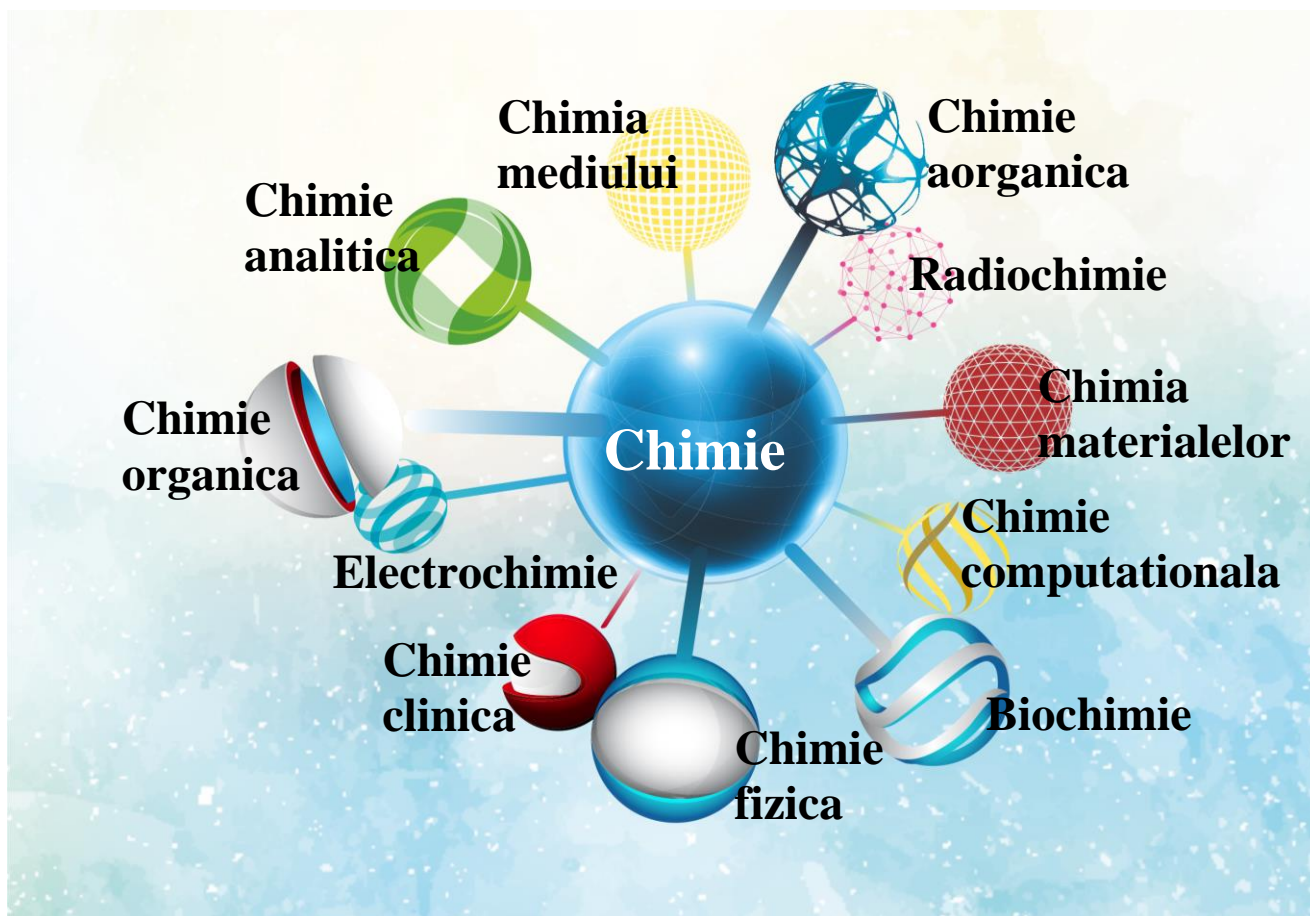 Chimia
mediului
Chimie
aorganica
Chimie
analitica
Radiochimie
Chimia
materialelor
Chimie
organica
Chimie
Chimie
computationala
Electrochimie
Chimie
clinica
Biochimie
Chimie
fizica